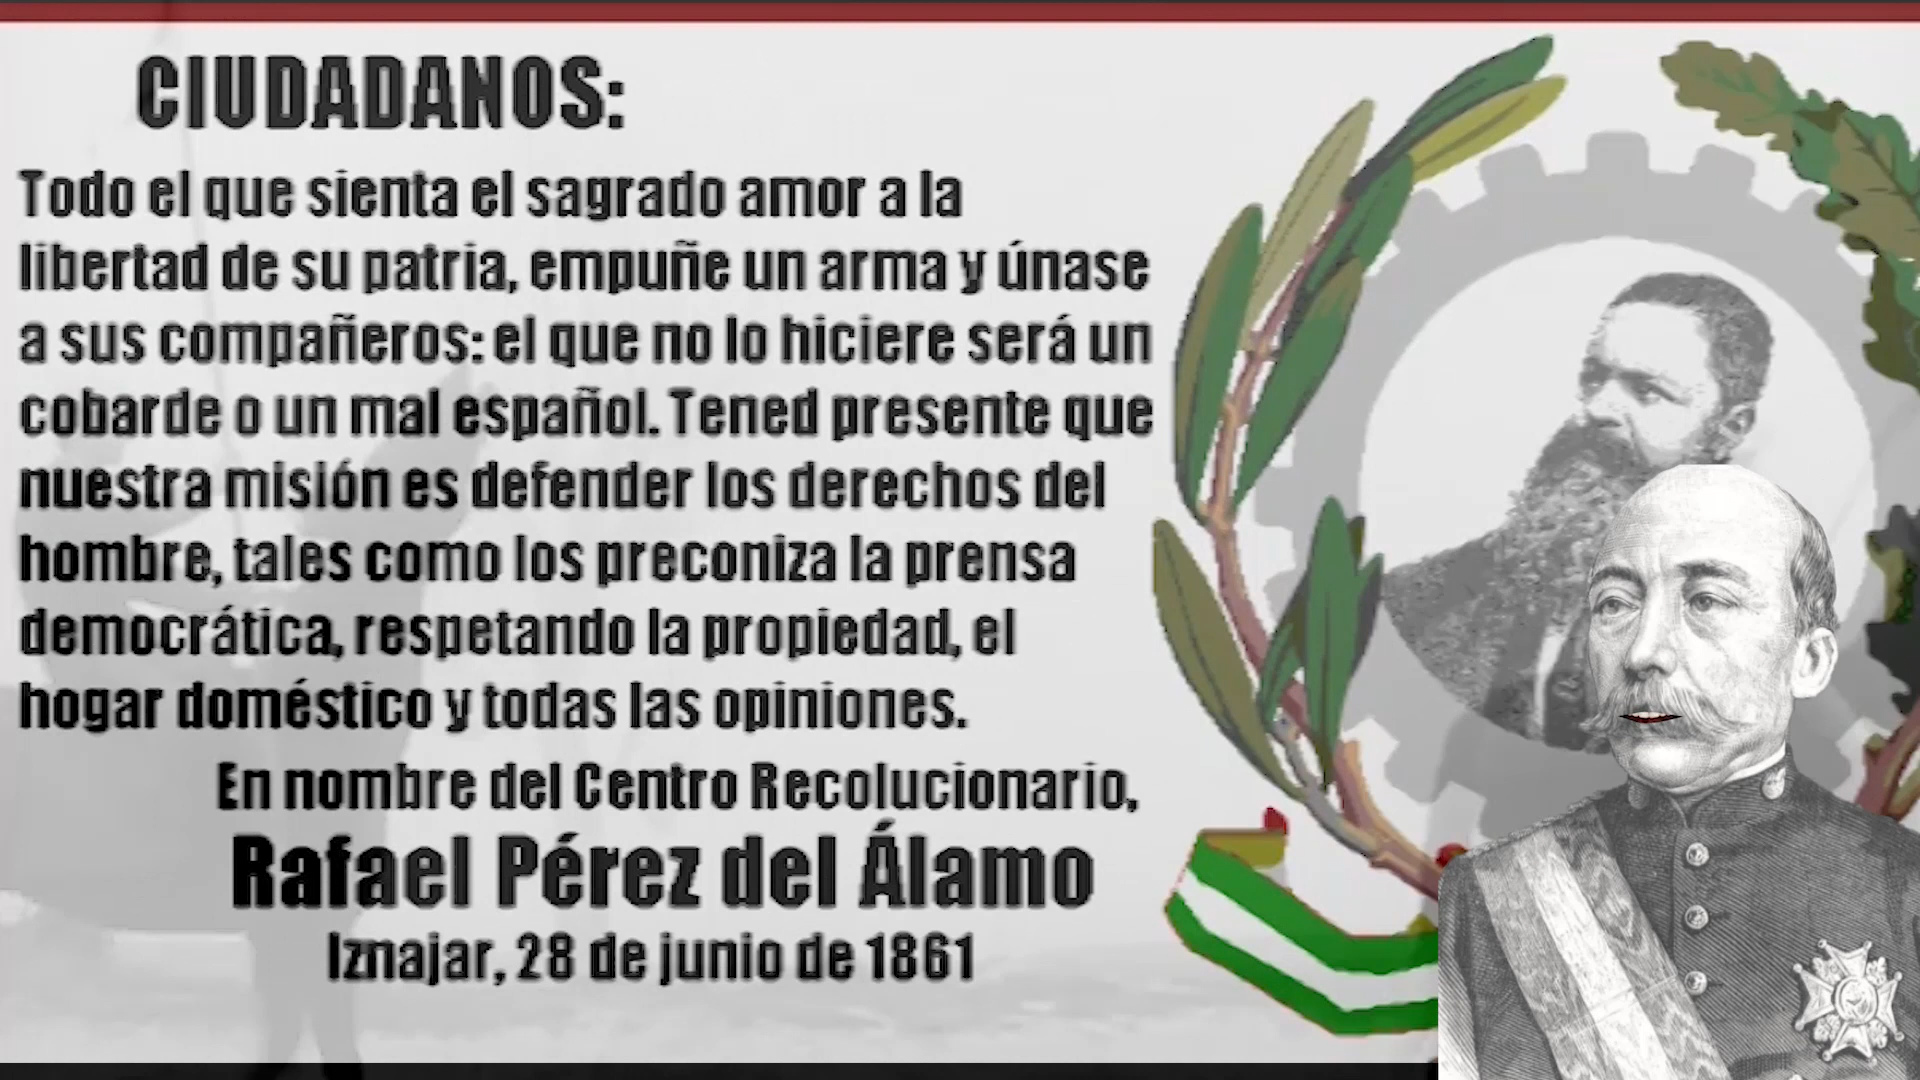 CIUDADANOS:
Todo el que sienta el sagrado amor a la
libertad de su patria, empuñe un arma y únase
a sus compañeros: el que no lo hiciere será un
cobarde o un mal español. Tened presente que
nuestra misión es defender los derechos del
hombre, tales como los preconiza la prensa
democrática, respetando la propiedad, el
hogar doméstico y todas las opiniones.
En nombre del Centro Recolucionario,
Rafael Pérez del Álamo
Iznajar, 28 de junio de 1861